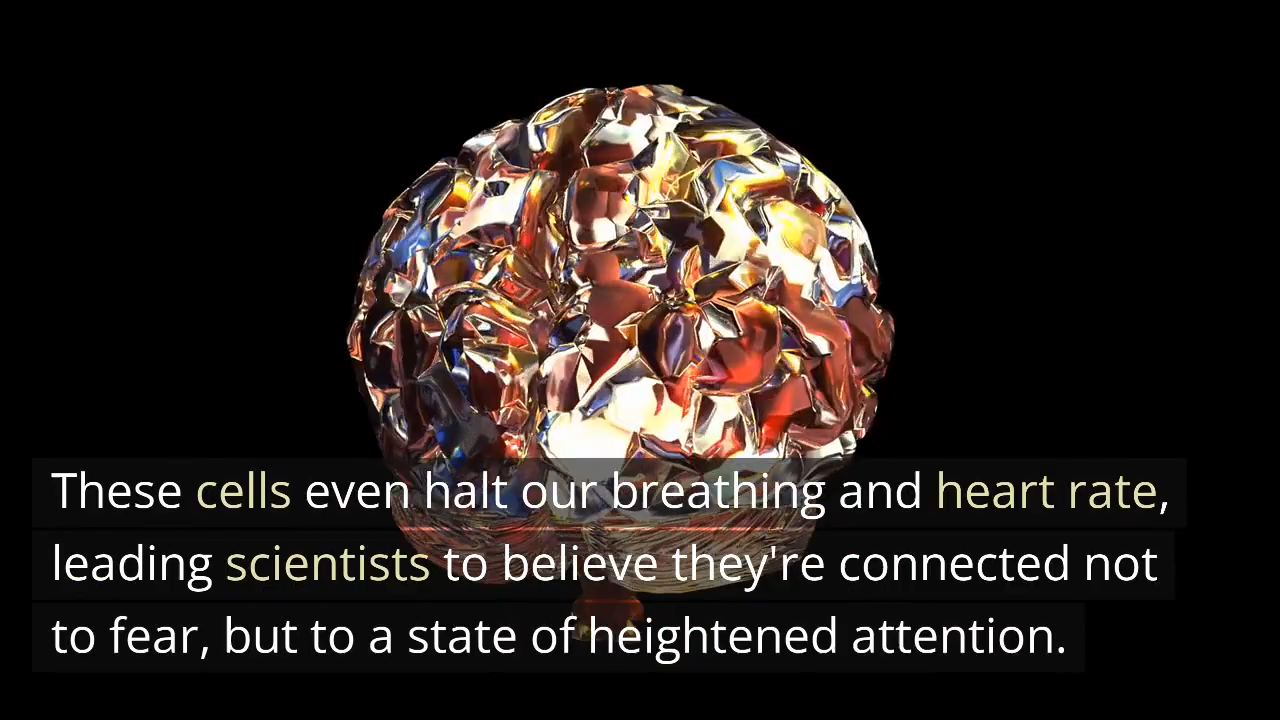 These cells even halt our breathing and heart rate,
leading scientists to believe they're connected not
to fear, but to a state of heightened attention.